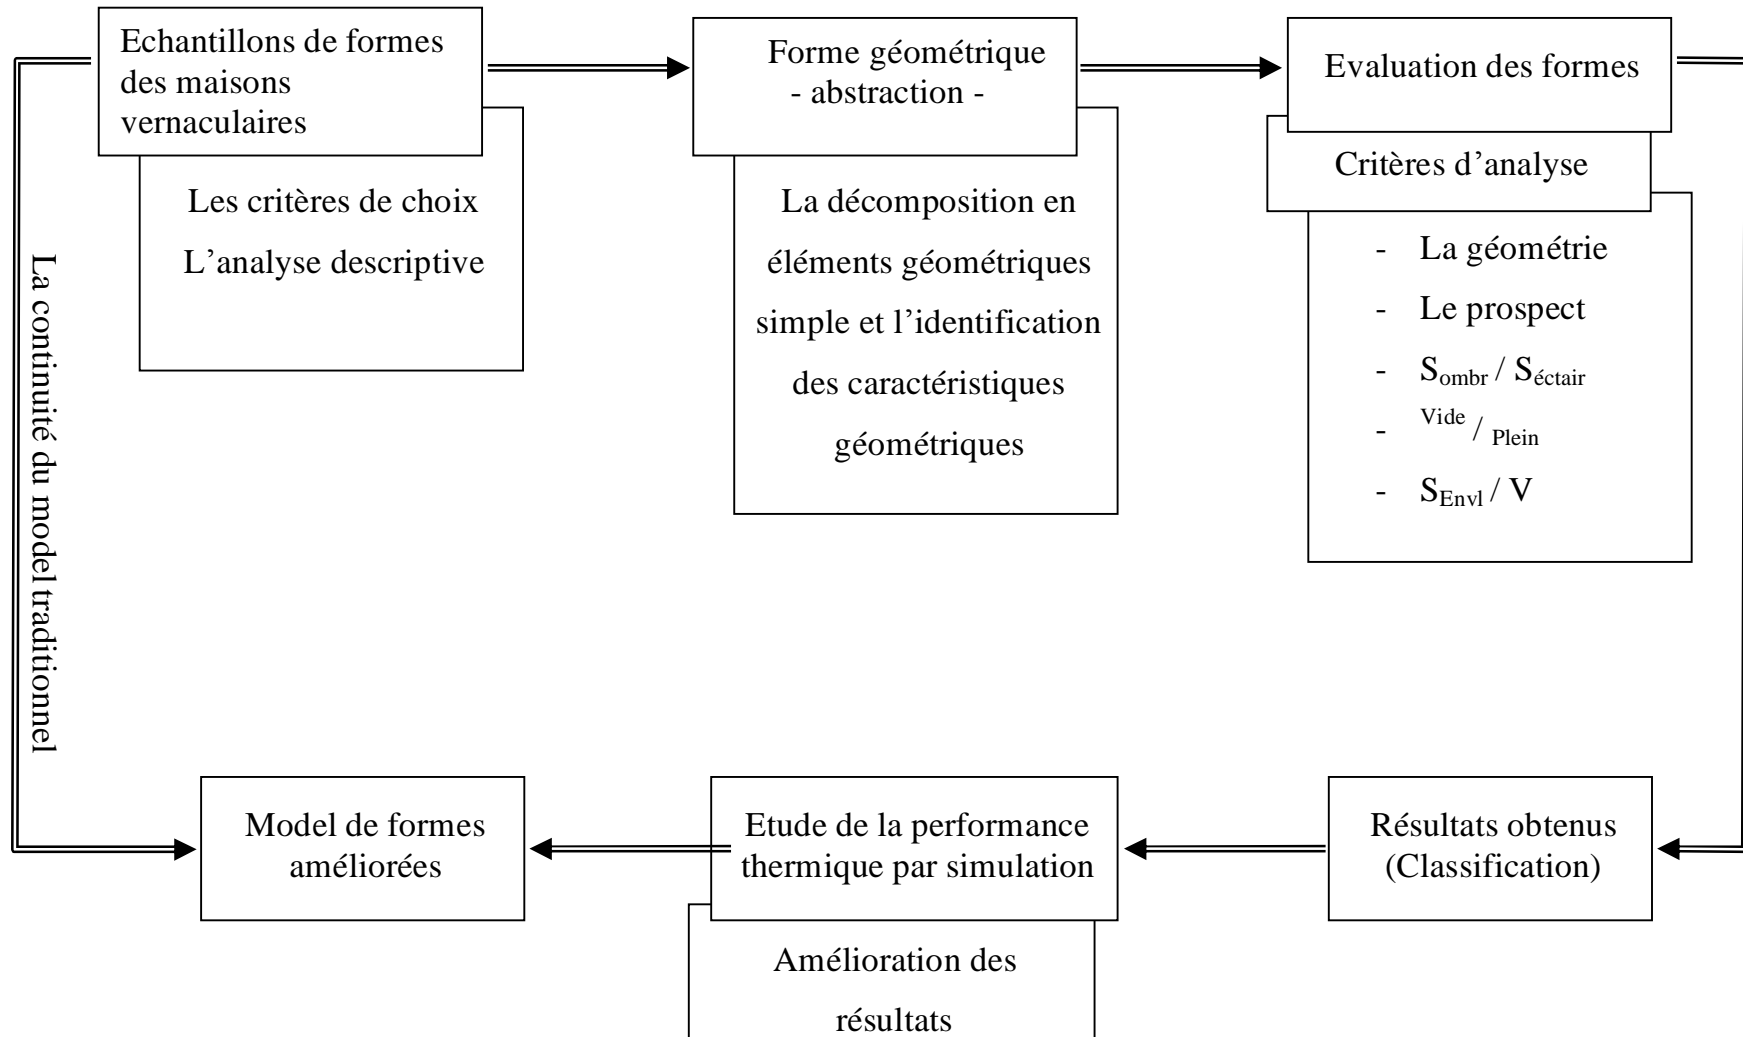 Echantillons de formes
des maisons
vernaculaires
Les critères de choix
L’analyse descriptive
Forme géométrique
- abstraction -
La décomposition en
éléments géométriques
simple et l’identification
des caractéristiques
géométriques
Evaluation des formes
Critères d’analyse
- La géométrie
- Le prospect
- Sombr / Séctair
- Vide / Plein
- SEnvl / V
La continuité du model traditionnel
Model de formes
améliorées
Etude de la performance
thermique par simulation
Amélioration des
résultats
Résultats obtenus
(Classification)